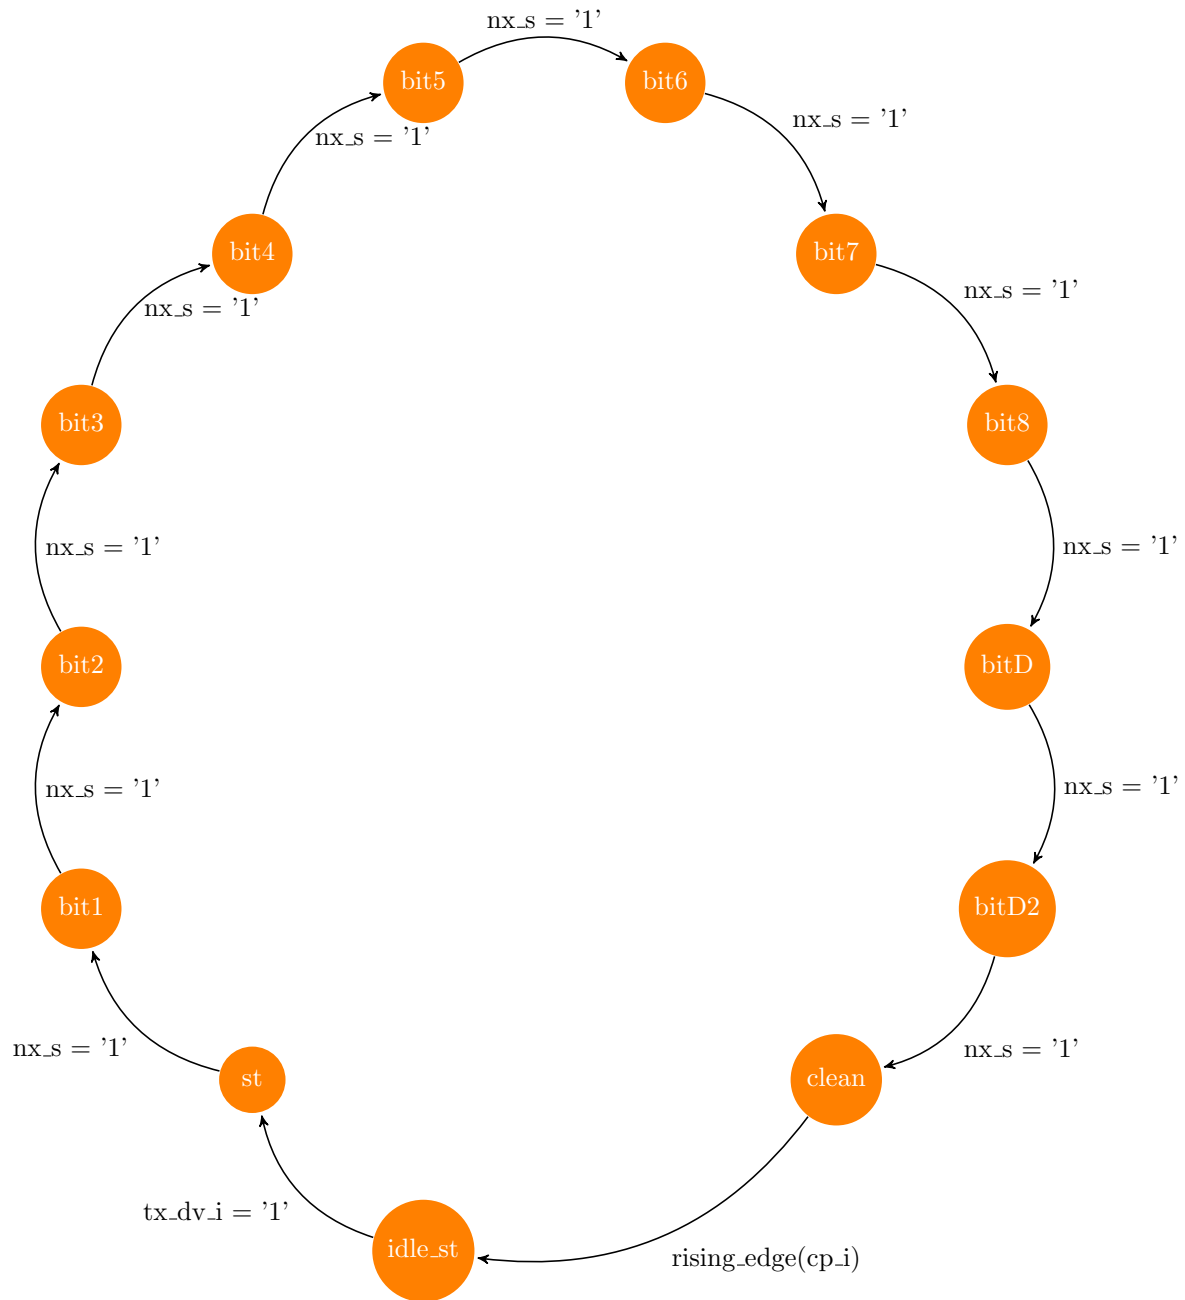 nx_s = '1'
bit5
bit6
nx_s = '1'
nx_s = '1'
bit4
bit7
nx_s = '1'
nx_s = '1'
bit3
bit8
nx_s = '1'
nx_s = '1'
bit2
bitD
nx_s = '1'
nx_s = '1'
bit1
bitD2
nx_s = '1'
nx_s = '1'
st
clean
tx_dv_i = '1'
idle_st
rising_edge(cp_i)